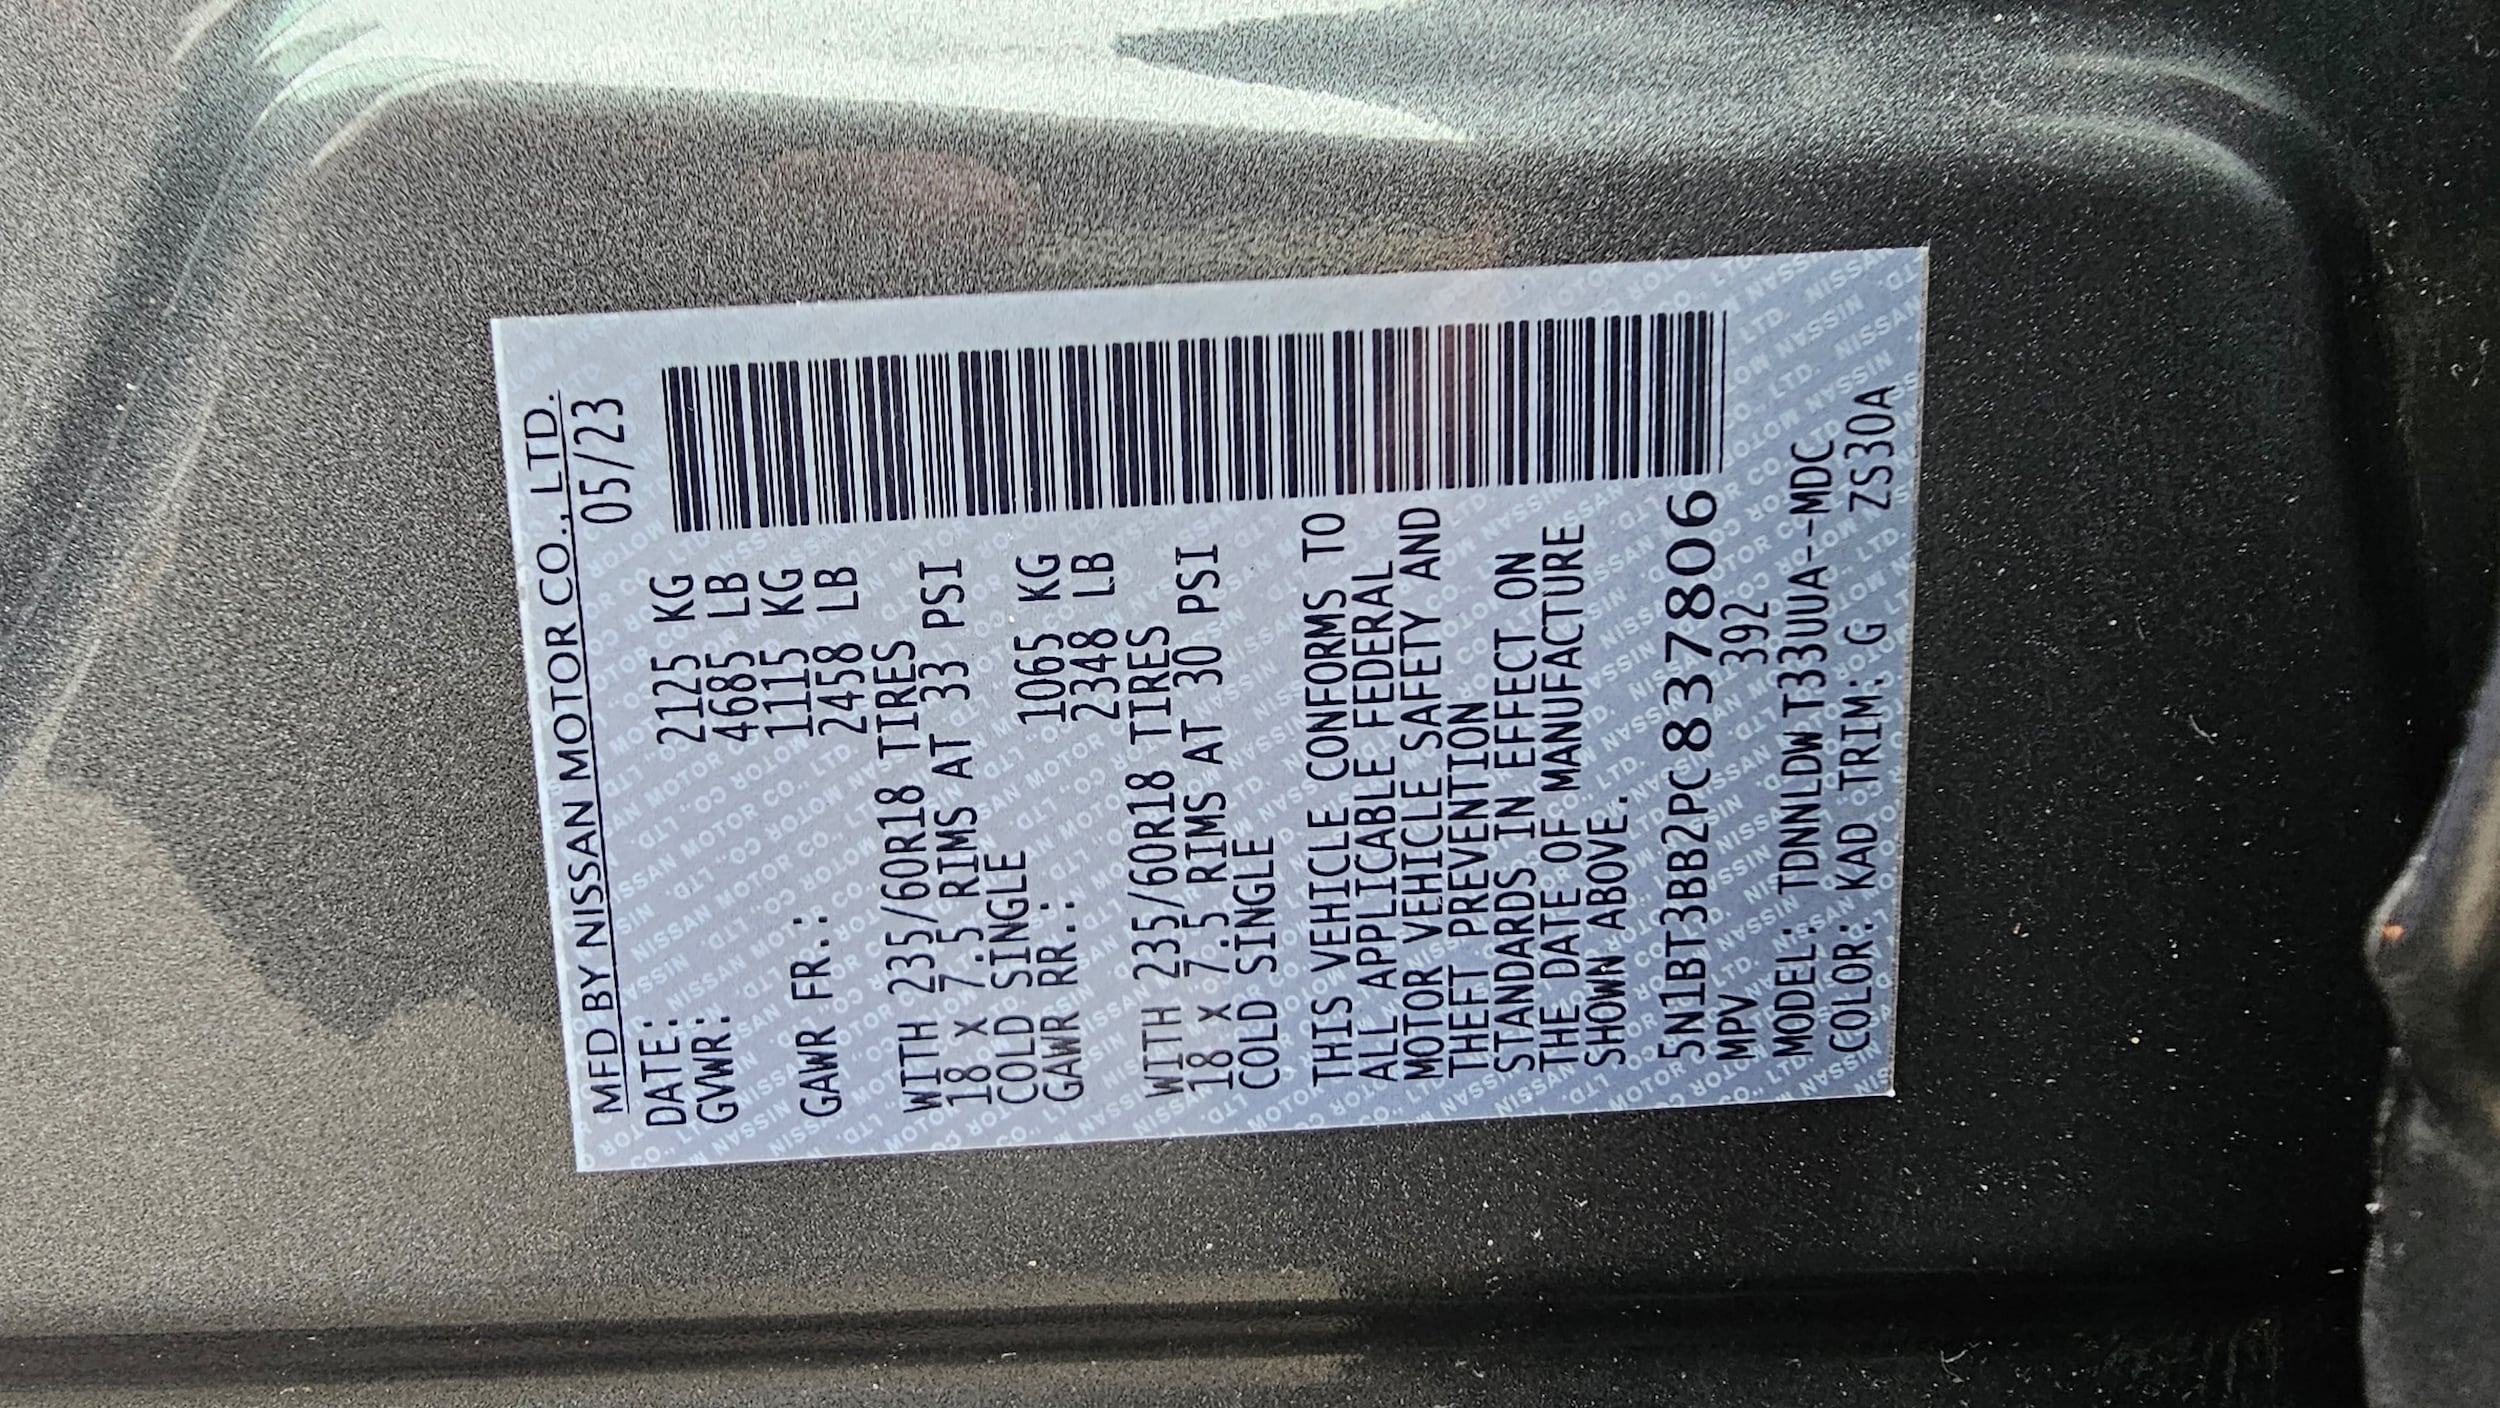 MFD BY NISSAN MOTOR CO., LTD.
DATE: 05/23
GVWR: 2125 KG
4685 LB
1115 KG
GAWR FR.: 2458 LB
WITH 235/60R18 TIRES
18 X 7.5 RIMS AT 33 PSI
COLD SINGLE
GAWR RR.: 1065 KG
2348 LB
WITH 235/60R18 TIRES
18 X 7.5 RIMS AT 30 PSI
COLD SINGLE
THIS VEHICLE CONFORMS TO
ALL APPLICABLE FEDERAL
MOTOR VEHICLE SAFETY AND
THEFT PREVENTION
STANDARDS IN EFFECT ON
THE DATE OF MANUFACTURE
SHOWN ABOVE.
5N1BT3BB2PC837806
MPV 392
MODEL: TDNNLDWT33UUA--MDC
COLOR: KAD TRIM: G ZS30A